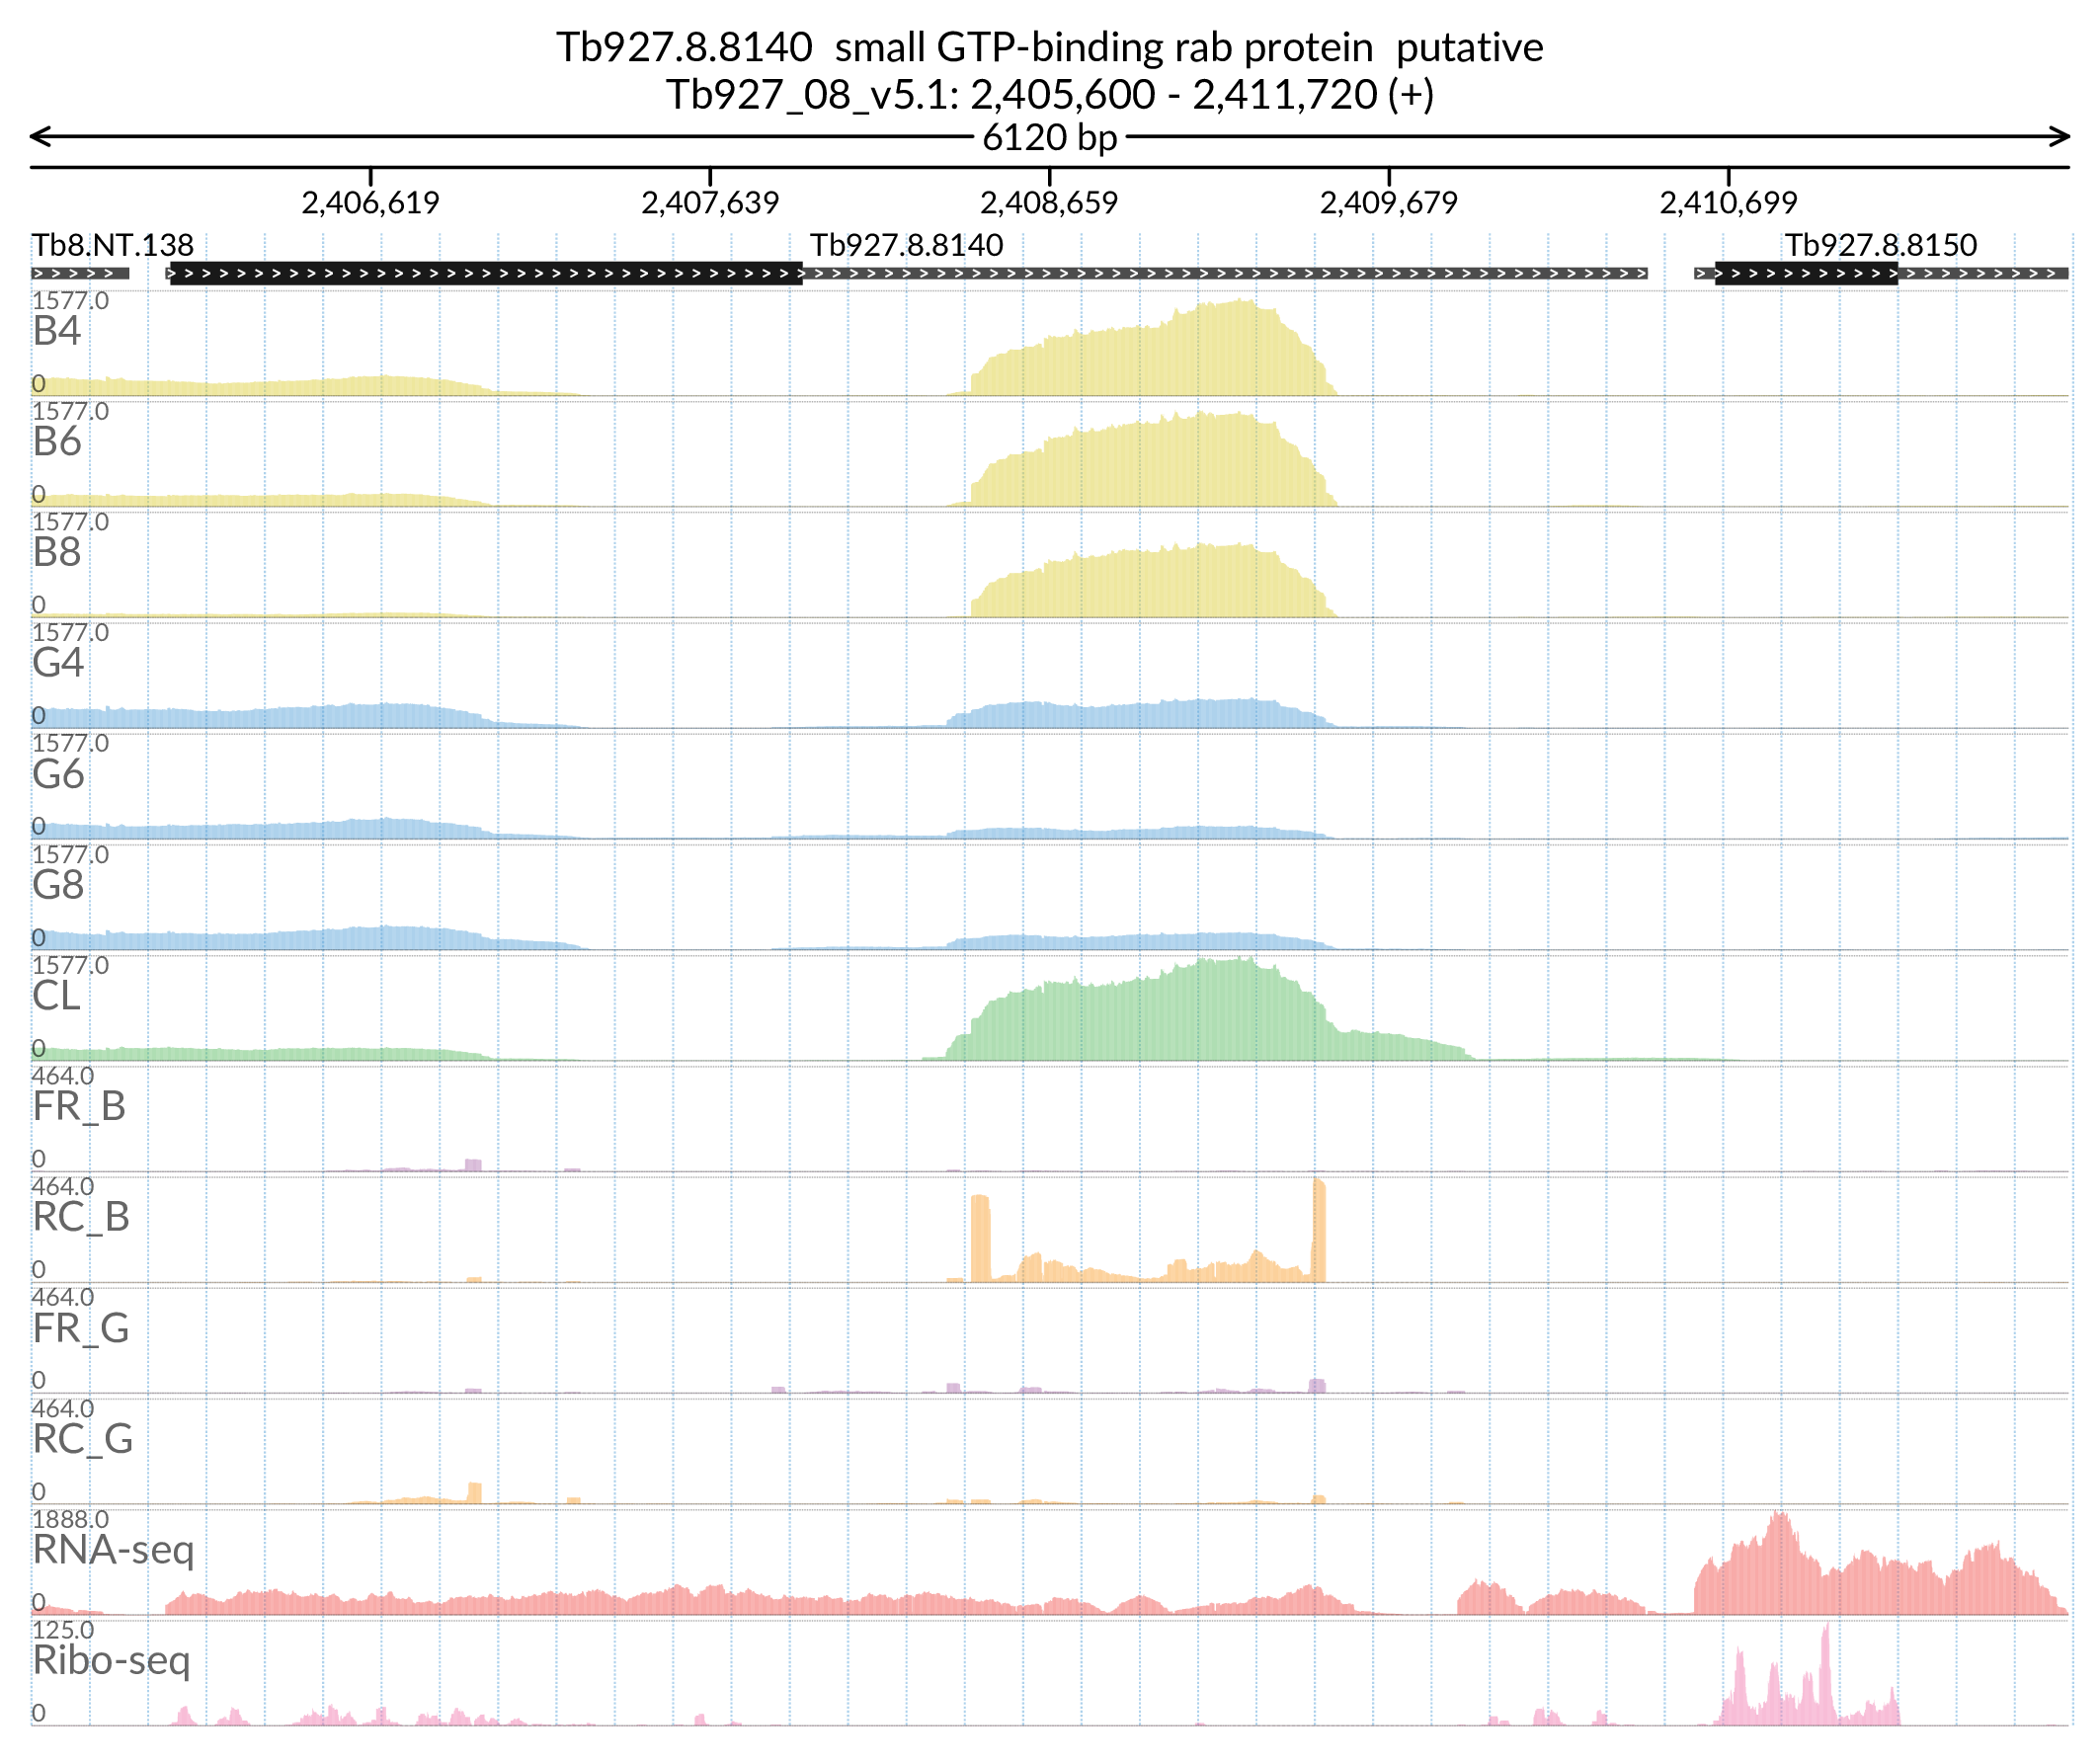 Tb927.8.8140 small GTP-binding rab protein putative
Tb927_08_v5.1: 2,405,600 - 2,411,720 (+)
6120 bp
2,406,619 2,407,639 2,408,659 2,409,679 2,410,699
Tb8.NT.138 Tb927.8.8140 Tb927.8.8150
1577.0
B4
0
1577.0
B6
0
1577.0
B8
0
1577.0
G4
0
1577.0
G6
0
1577.0
G8
0
1577.0
CL
0
464.0
FR_B
0
464.0
RC_B
0
464.0
FR_G
0
464.0
RC_G
0
1888.0
RNA-seq
0
125.0
Ribo-seq
0